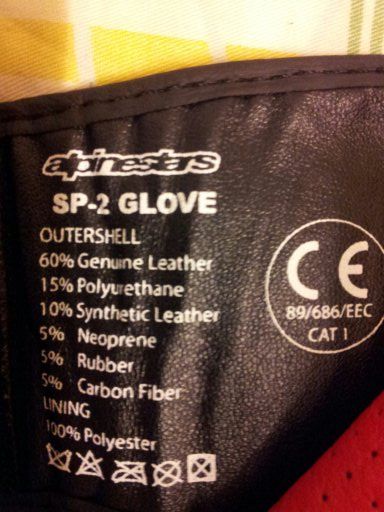 alpinestars
SP-2 GLOVE
OUTERSHELL
60% Genuine Leather
15% Polyurethane
10% Synthetic Leather
5% Neoprene
5% Rubber
5% Carbon Fiber
LINING
100% Polyester
CE
89/686/EEC
CAT 1